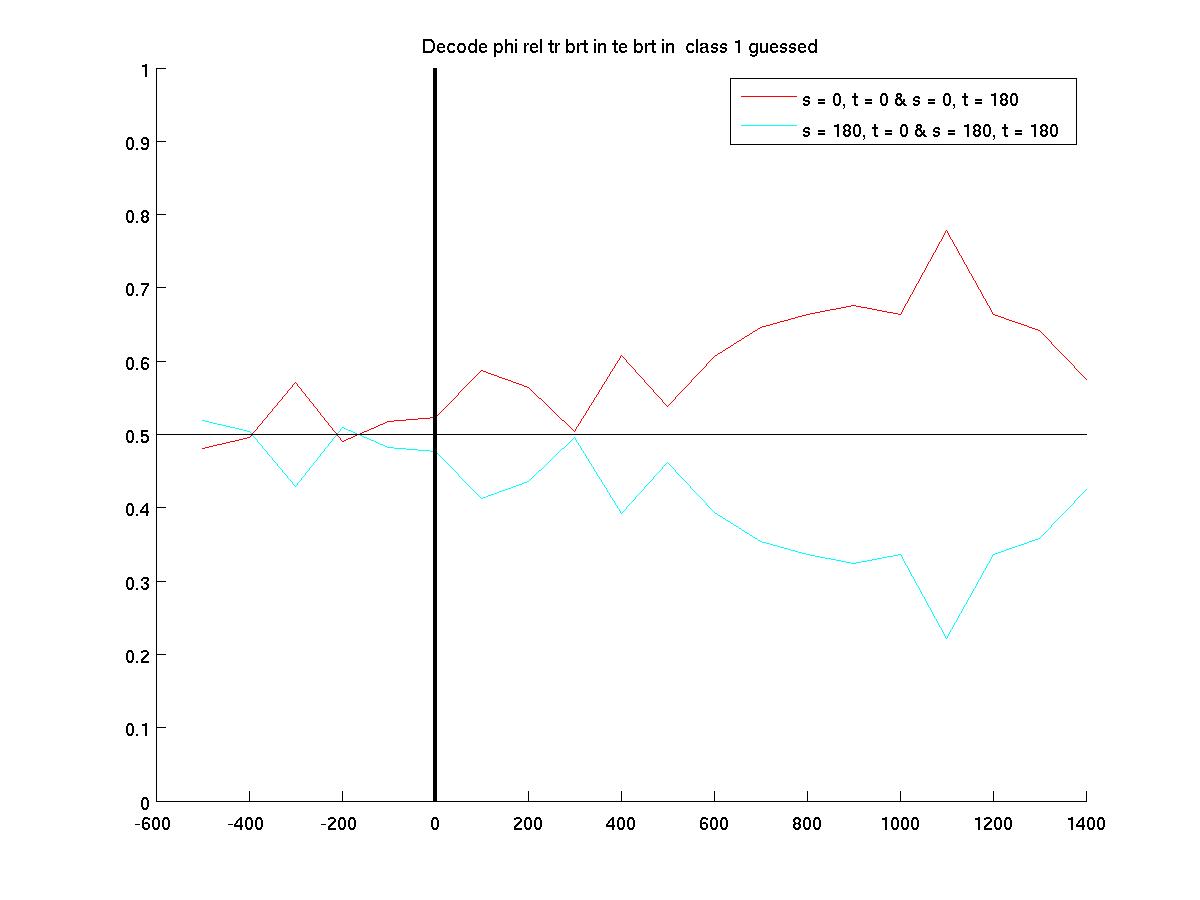 Decode phi rel tr brt in te brt in  class 1 guessed
s = 0, t = 0 & s = 0, t = 180
s = 180, t = 0 & s = 180, t = 180
1
0.9
0.8
0.7
0.6
0.5
0.4
0.3
0.2
0.1
0
-600 -400 -200 0 200 400 600 800 1000 1200 1400